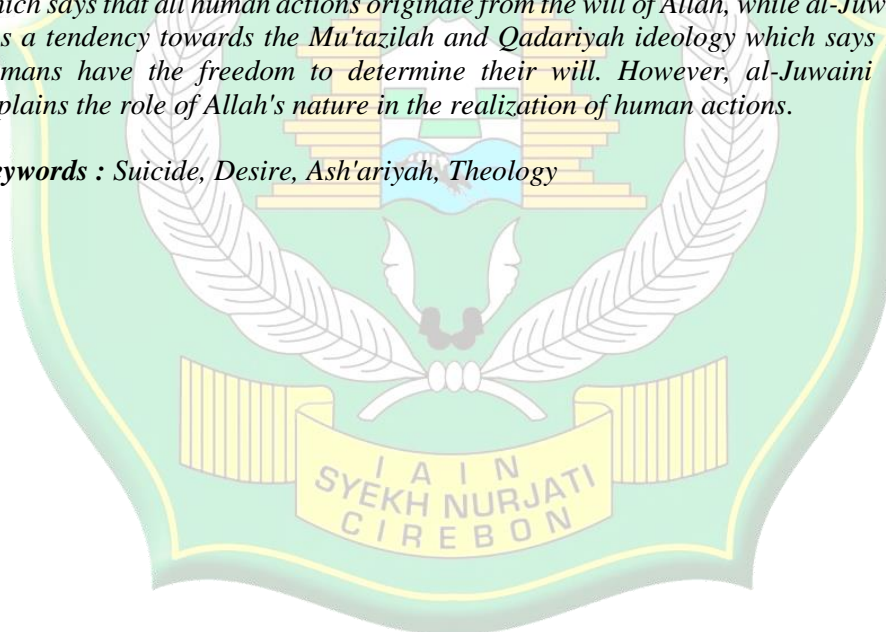 hich says that all human actions originate from the will of Allah, while al-Juw
s a tendency towards the Mu'tazilah and Qadariyah ideology which says
mans have the freedom to determine their will. However, al-Juwaini
plains the role of Allah's nature in the realization of human actions.
eywords : Suicide, Desire, Ash'ariyah, Theology
IAIN
SYEKH NURJATI
CIREBON